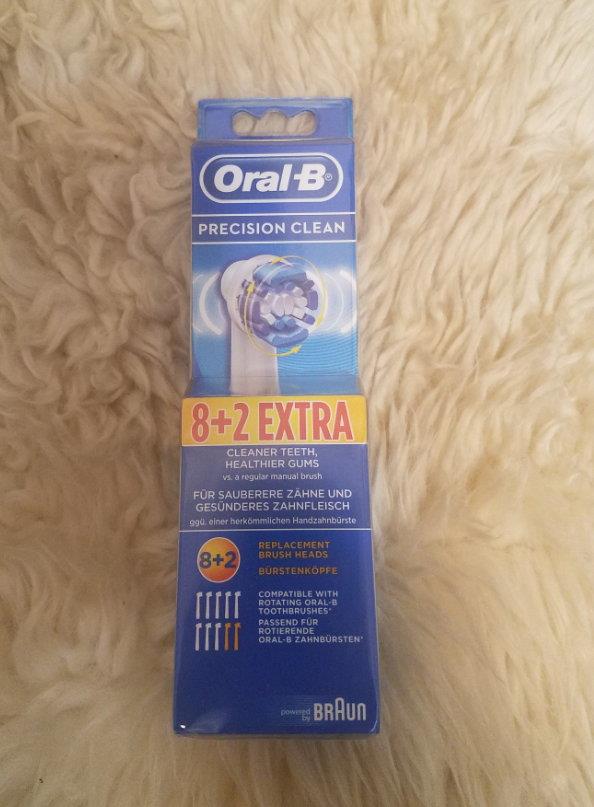 Oral-B®
PRECISION CLEAN
8+2 EXTRA
CLEANER TEETH,
HEALTHIER GUMS
vs. a regular manual brush
FÜR SAUBERERE ZÄHNE UND
GESÜNDERES ZAHNFLEISCH
ggü. einer herkömmlichen Handzahnbürste
8+2
REPLACEMENT
BRUSH HEADS
BÜRSTENKÖPFE
COMPATIBLE WITH
ROTATING ORAL-B
TOOTHBRUSHES*
PASSEND FÜR
ROTIERENDE
ORAL-B ZAHNBÜRSTEN*
powered
by BRAUN